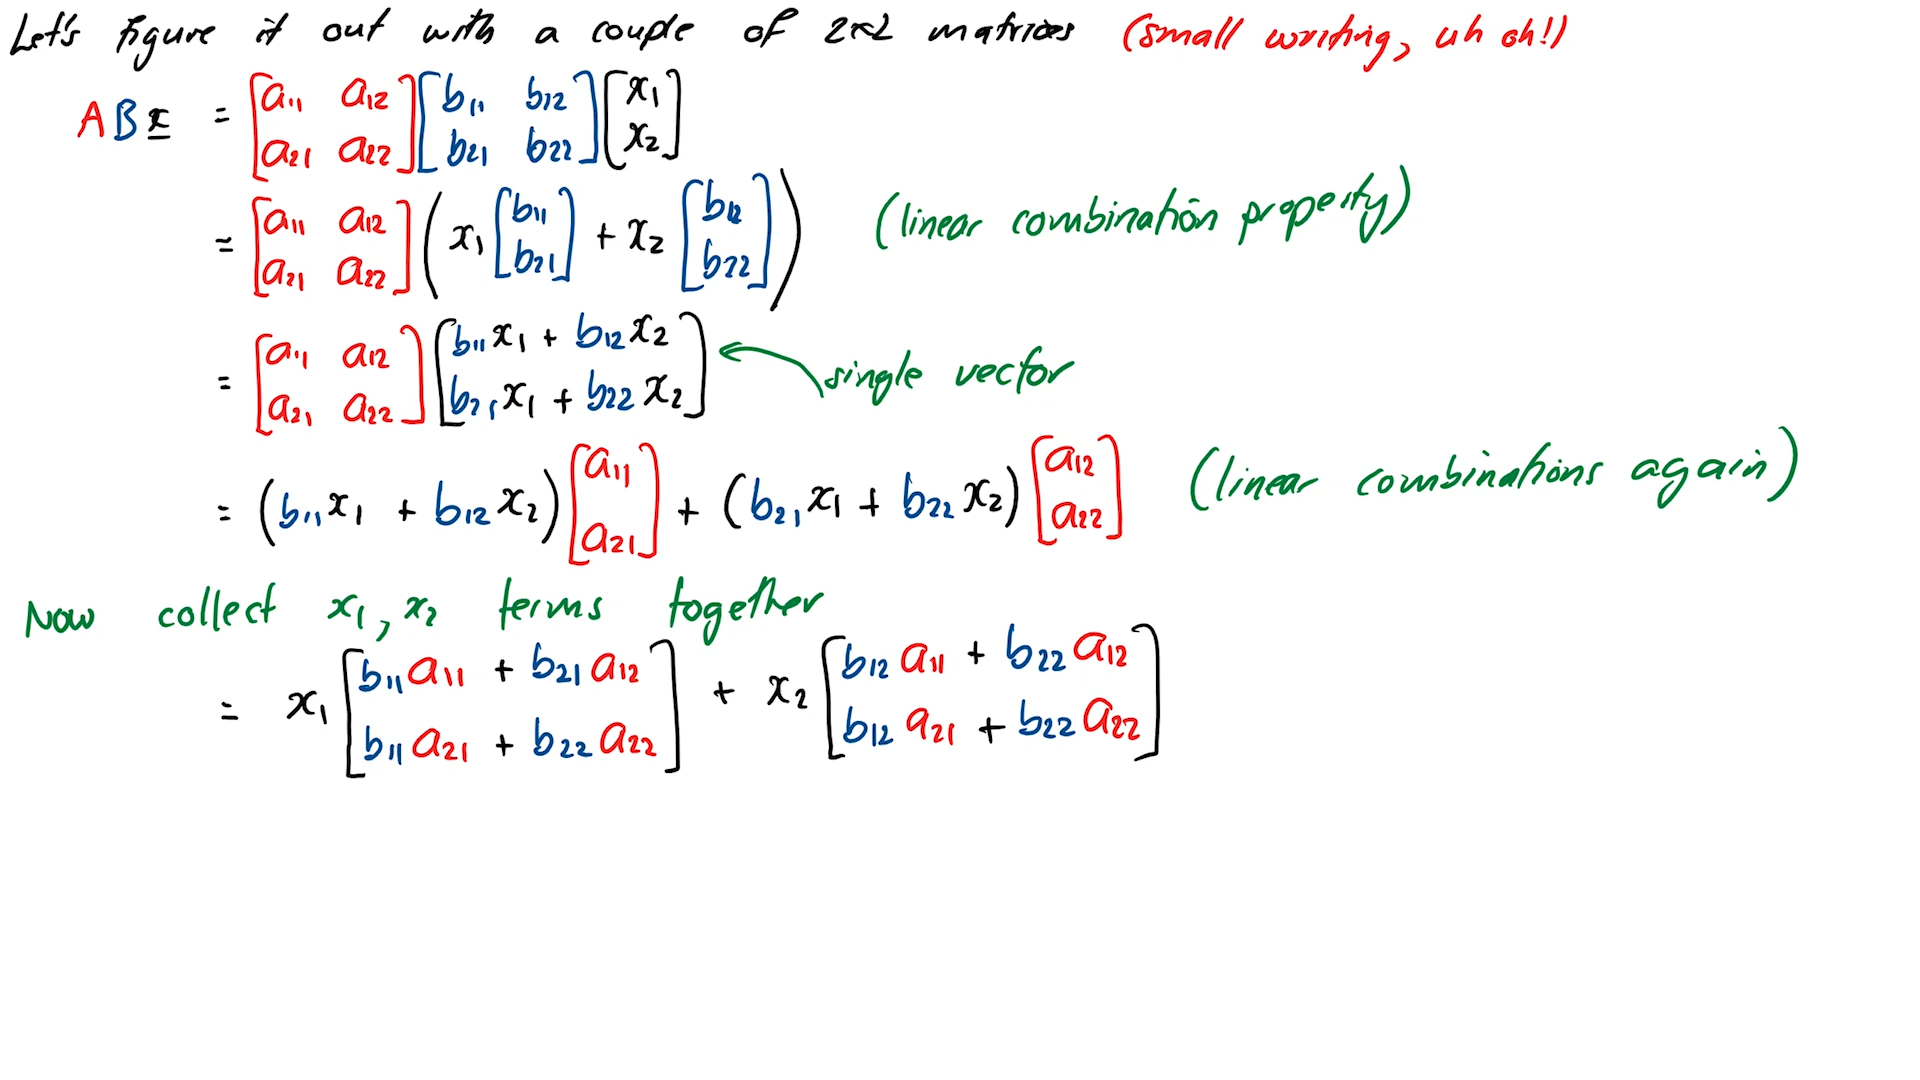 Let's figure it out with a couple of 2x2 matrices (small writing, uh oh!)
ABx = [a11 a12; a21 a22] [b11 b12; b21 b22] [x1; x2]
= [a11 a12; a21 a22] (x1 [b11; b21] + x2 [b12; b22]) (linear combination property)
= [a11 a12; a21 a22] [b11x1 + b12x2; b21x1 + b22x2] single vector
= (b11x1 + b12x2) [a11; a21] + (b21x1 + b22x2) [a12; a22] (linear combinations again)
Now collect x1, x2 terms together
= x1 [b11a11 + b21a12; b11a21 + b22a22] + x2 [b12a11 + b22a12; b12a21 + b22a22]